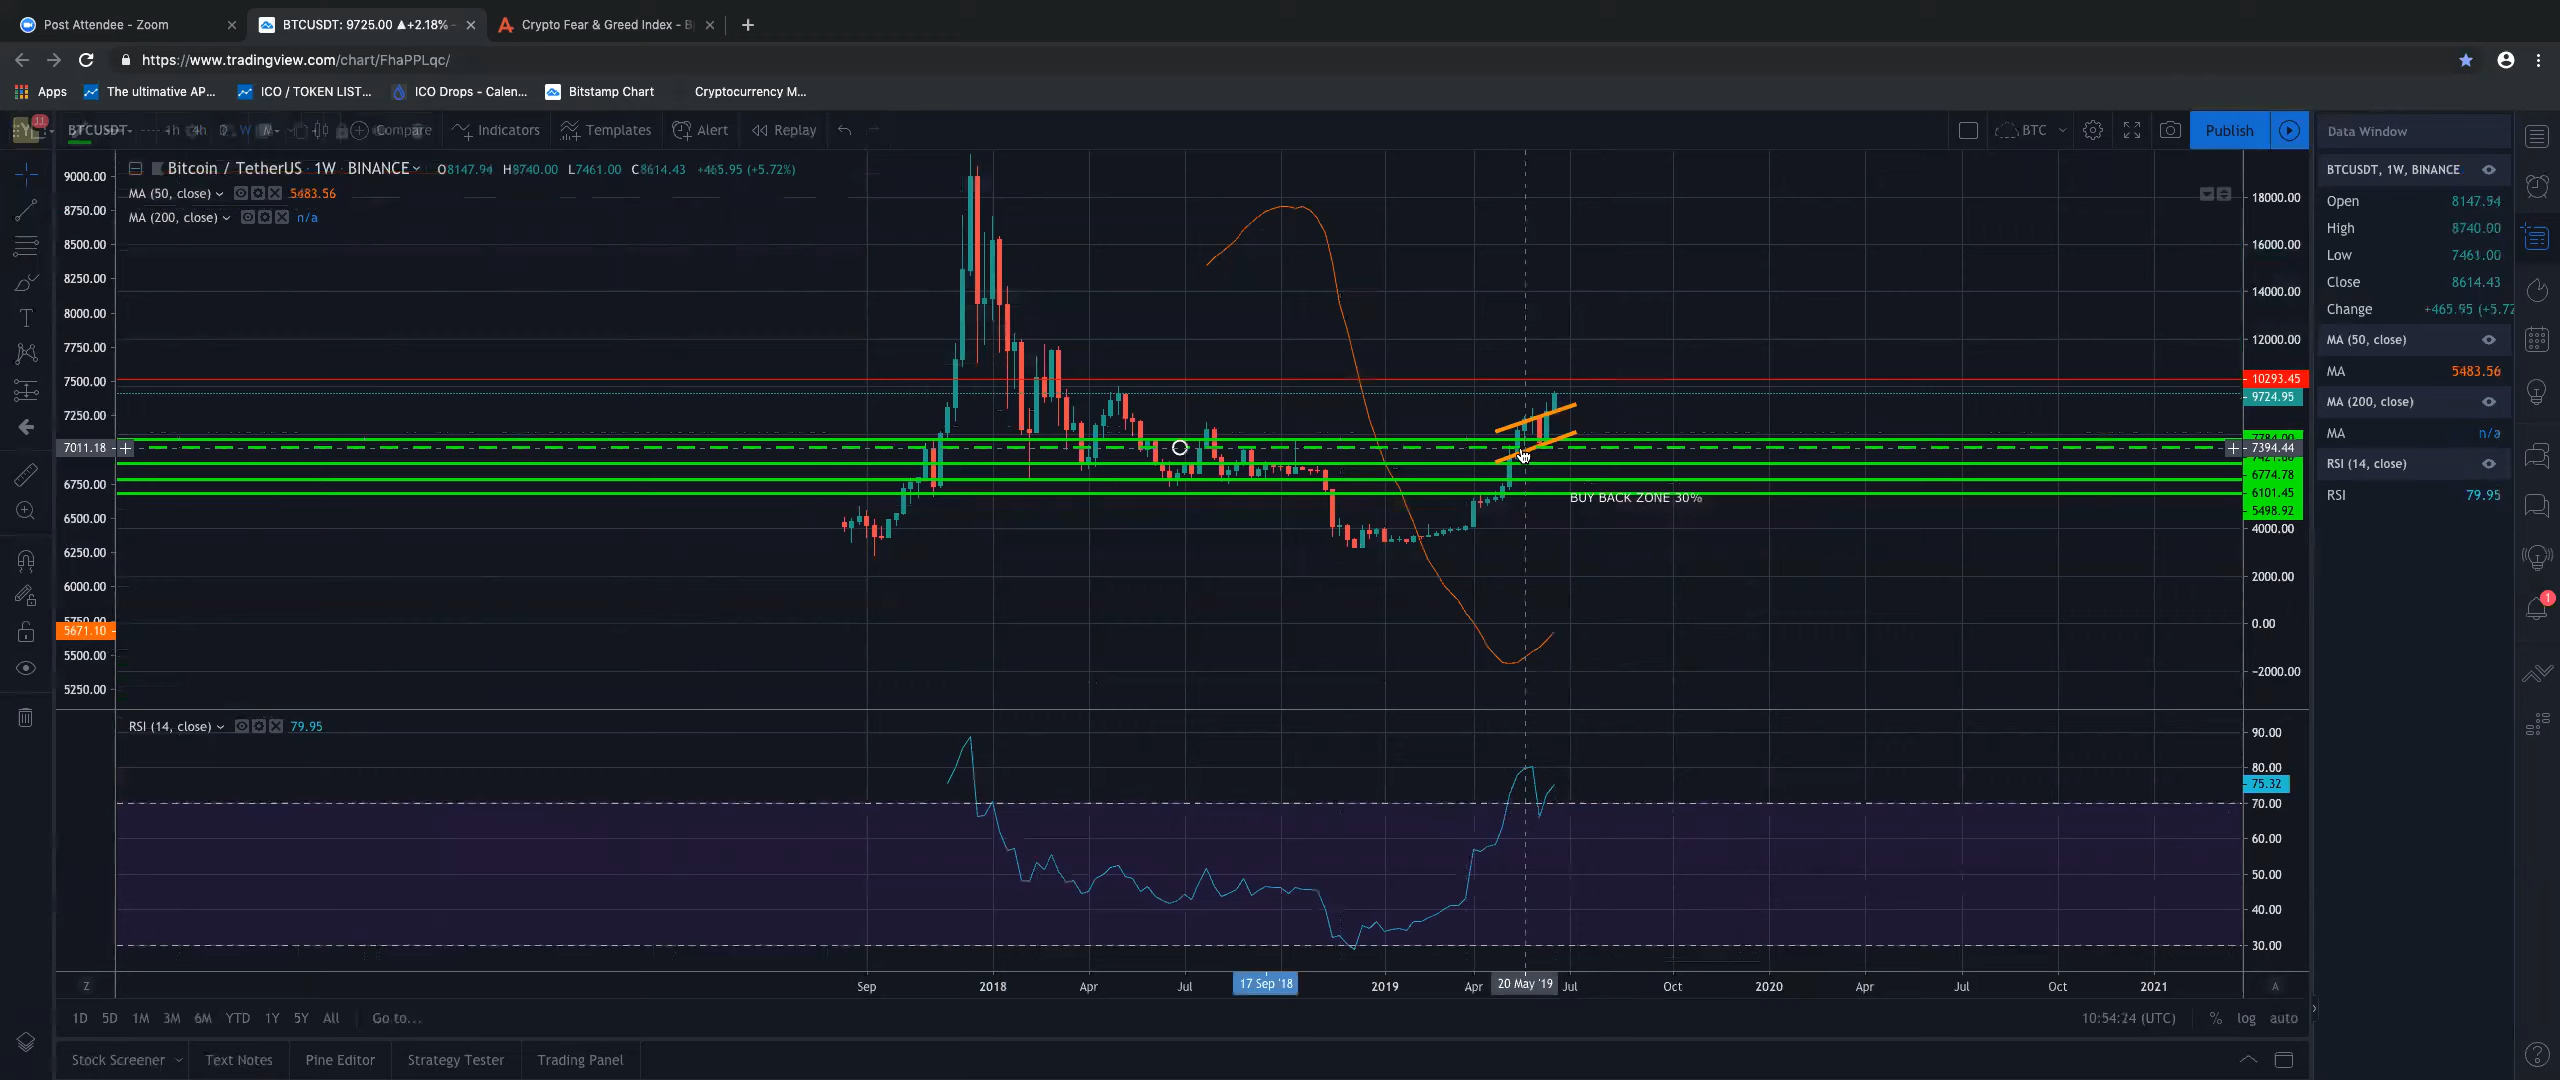 Post Attendee - Zoom
BTCUSDT: 9725.00 ▲+2.18% -
Crypto Fear & Greed Index - B
https://www.tradingview.com/chart/FhaPPLqc/
Apps
The ultimative AP...
ICO / TOKEN LIST...
ICO Drops - Calen...
Bitstamp Chart
Cryptocurrency M...
11
BTCUSDT
1h 4h D W M
Compare
Indicators
Templates
Alert
Replay
BTC
Publish
Data Window
Bitcoin / TetherUS · 1W · BINANCE
O8147.94 H8740.00 L7461.00 C8614.43 +465.95 (+5.72%)
MA (50, close) 5483.56
MA (200, close) n/a
9000.00
8750.00
8500.00
8250.00
8000.00
7750.00
7500.00
7250.00
7011.18
6750.00
6500.00
6250.00
6000.00
5750.00
5671.10
5500.00
5250.00
BUY BACK ZONE 30%
18000.00
16000.00
14000.00
12000.00
10293.45
9724.95
7394.44
6774.78
6101.45
5498.92
4000.00
2000.00
0.00
−2000.00
RSI (14, close) 79.95
90.00
80.00
75.32
70.00
60.00
50.00
40.00
30.00
Z
Sep
2018
Apr
Jul
17 Sep '18
2019
Apr
20 May '19
Jul
Oct
2020
Apr
Jul
Oct
2021
A
BTCUSDT, 1W, BINANCE
Open 8147.94
High 8740.00
Low 7461.00
Close 8614.43
Change +465.95 (+5.72
MA (50, close)
MA 5483.56
MA (200, close)
MA n/a
RSI (14, close)
RSI 79.95
1
1D 5D 1M 3M 6M YTD 1Y 5Y All Go to...
10:54:24 (UTC) % log auto
Stock Screener
Text Notes
Pine Editor
Strategy Tester
Trading Panel